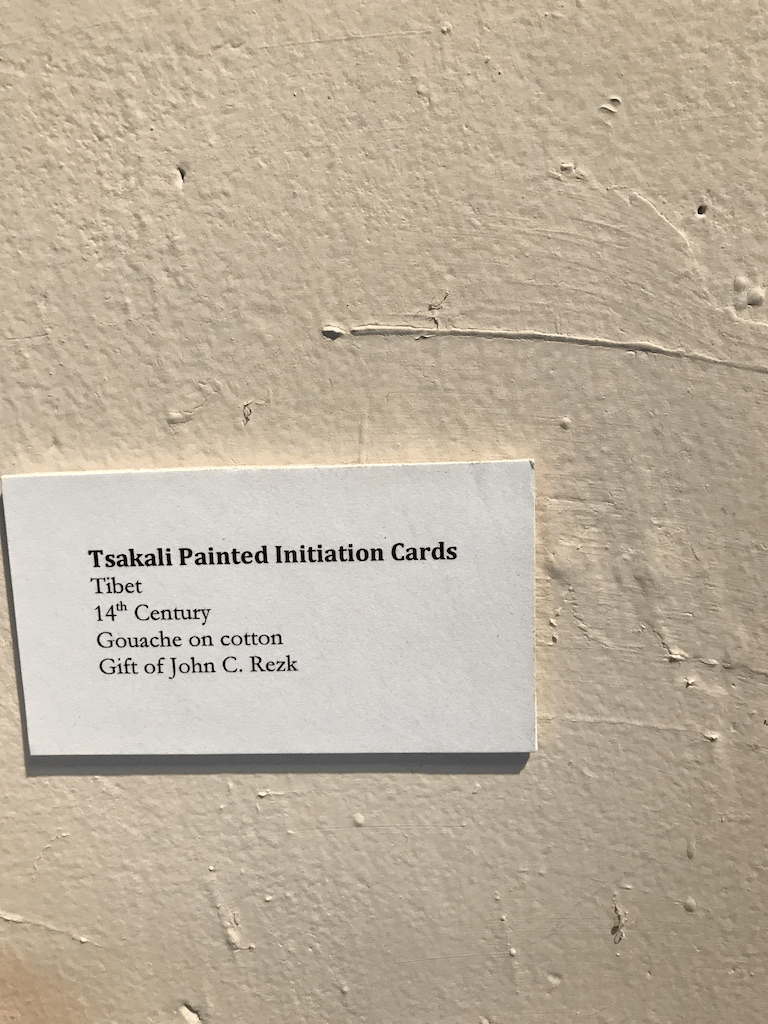 Tsakali Painted Initiation Cards
Tibet
14th Century
Gouache on cotton
Gift of John C. Rezk